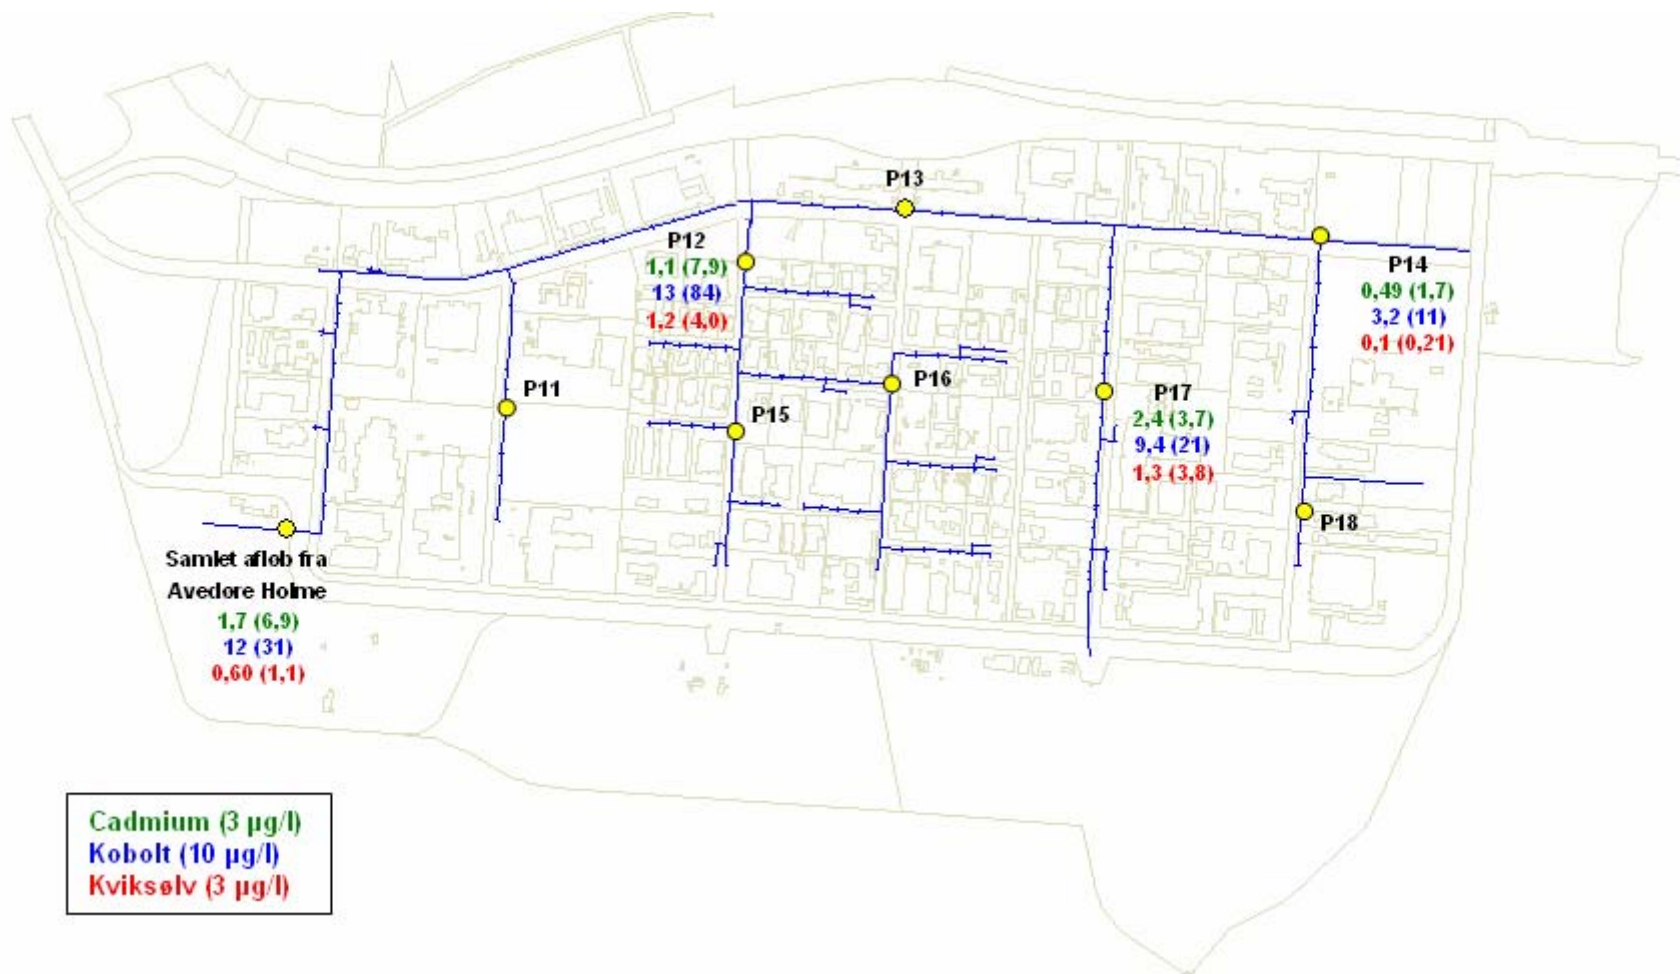 P13
P12
1,1 (7,9)
13 (84)
1,2 (4,0)
P14
0,49 (1,7)
3,2 (11)
0,1 (0,21)
P11
P16
P15
P17
2,4 (3,7)
9,4 (21)
1,3 (3,8)
P18
Samlet afløb fra
Avedøre Holme
1,7 (6,9)
12 (31)
0,60 (1,1)
Cadmium (3 µg/l)
Kobolt (10 µg/l)
Kviksølv (3 µg/l)